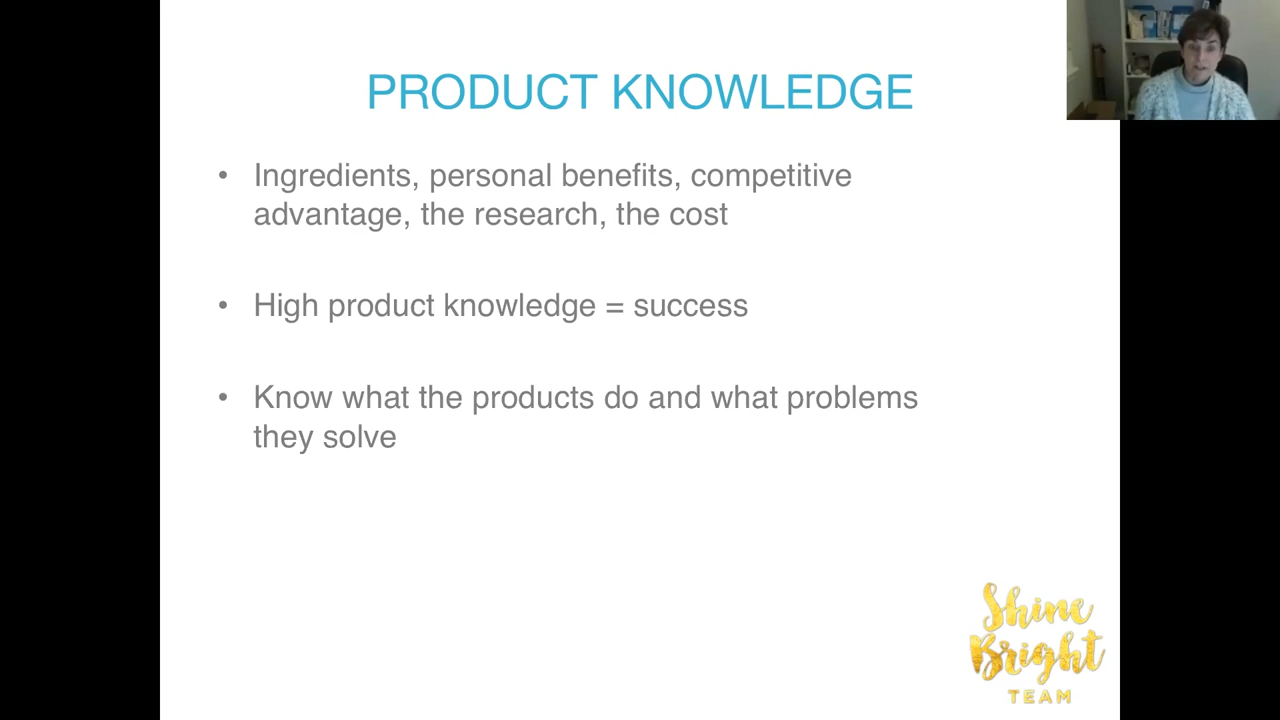 PRODUCT KNOWLEDGE
• Ingredients, personal benefits, competitive
advantage, the research, the cost
• High product knowledge = success
• Know what the products do and what problems
they solve
Shine
Bright
TEAM